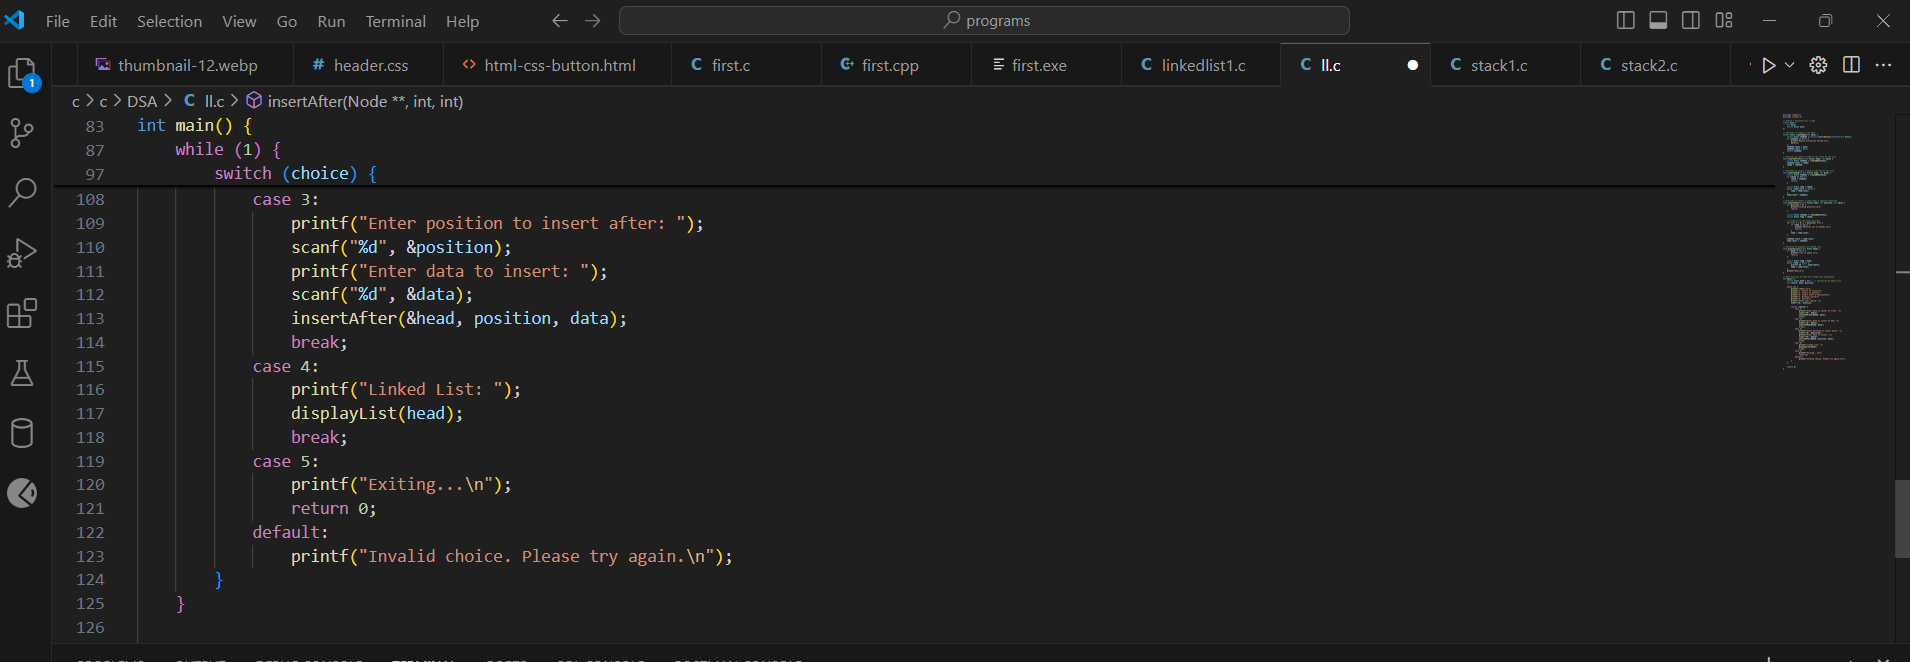 File Edit Selection View Go Run Terminal Help programs
thumbnail-12.webp # header.css <> html-css-button.html C first.c C+ first.cpp first.exe C linkedlist1.c C ll.c C stack1.c C stack2.c
1
c > c > DSA > C ll.c > insertAfter(Node **, int, int)
83 int main() {
87 while (1) {
97 switch (choice) {
108 case 3:
109 printf("Enter position to insert after: ");
110 scanf("%d", &position);
111 printf("Enter data to insert: ");
112 scanf("%d", &data);
113 insertAfter(&head, position, data);
114 break;
115 case 4:
116 printf("Linked List: ");
117 displayList(head);
118 break;
119 case 5:
120 printf("Exiting...\n");
121 return 0;
122 default:
123 printf("Invalid choice. Please try again.\n");
124 }
125 }
126